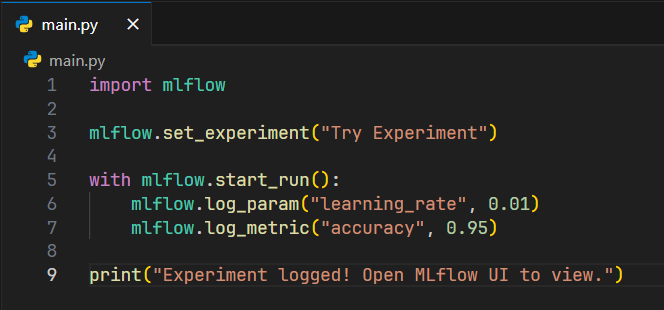 main.py ×
main.py
1 import mlflow
2
3 mlflow.set_experiment("Try Experiment")
4
5 with mlflow.start_run():
6     mlflow.log_param("learning_rate", 0.01)
7     mlflow.log_metric("accuracy", 0.95)
8
9 print("Experiment logged! Open MLflow UI to view.")